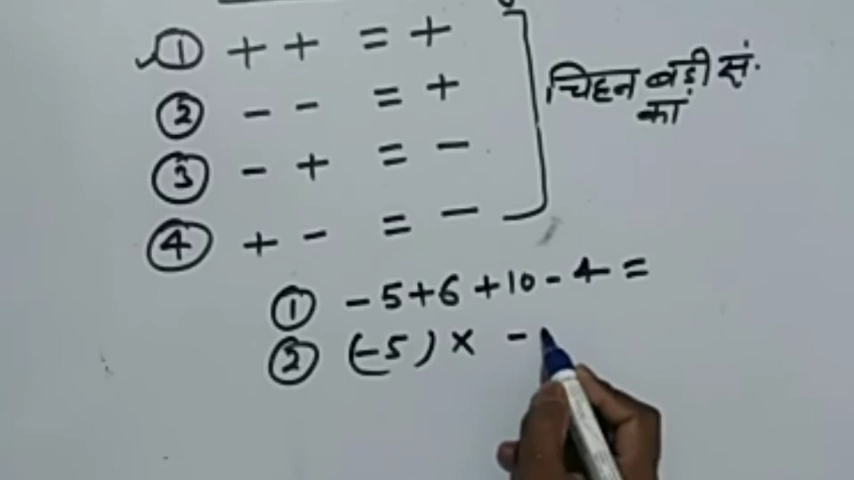 ① + + = +
② - - = +
③ - + = -
④ + - = -
चिहन बड़ी सं.
का
① - 5 + 6 + 10 - 4 =
② (-5) × -